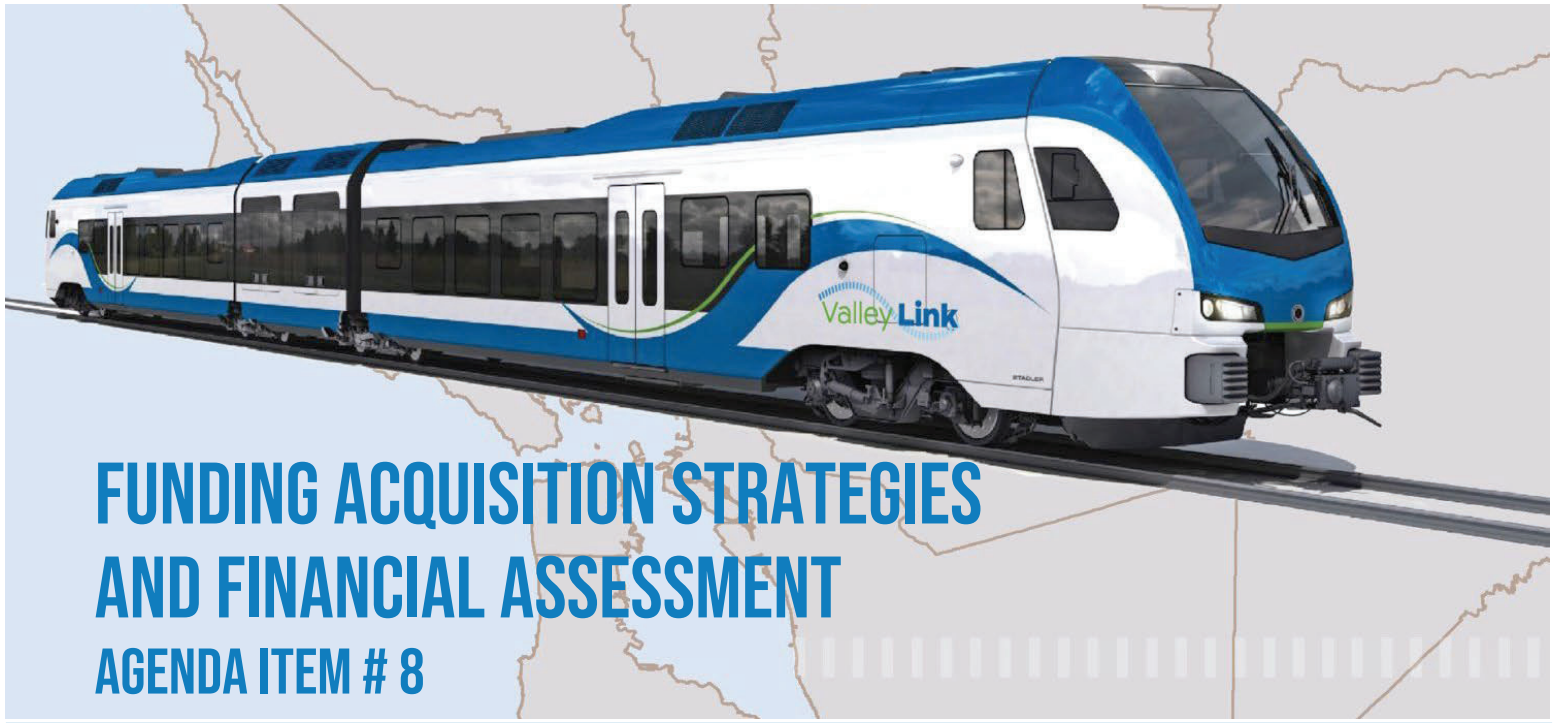 ValleyLink
STADLER
FUNDING ACQUISITION STRATEGIES
AND FINANCIAL ASSESSMENT
AGENDA ITEM # 8